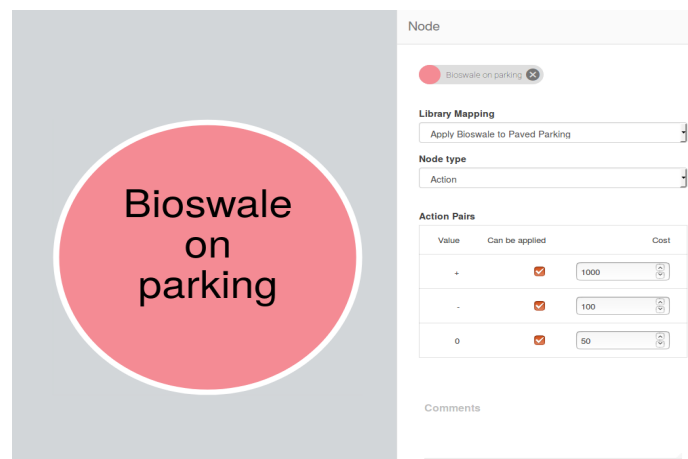 Bioswale
on
parking
Node
Bioswale on parking
Library Mapping
Apply Bioswale to Paved Parking
Node type
Action
Action Pairs
Value Can be applied Cost
+ 1000
- 100
0 50
Comments